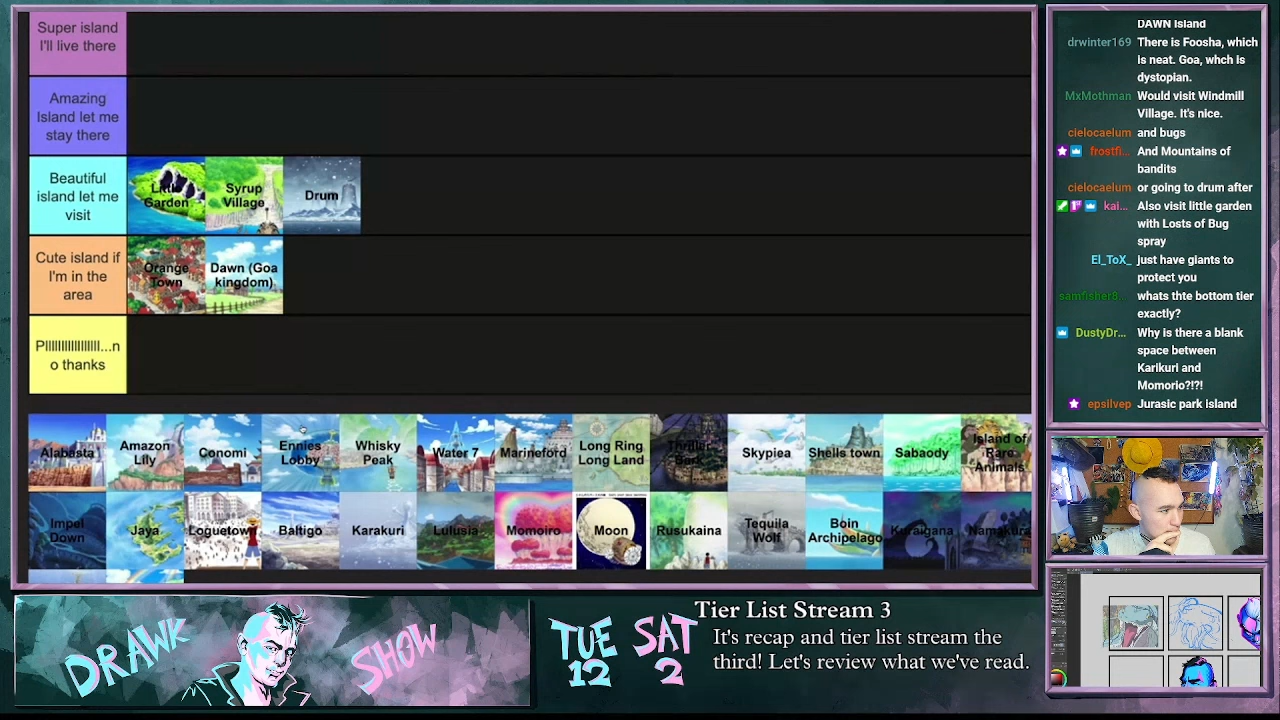 Super island
I'll live there
Amazing
Island let me
stay there
Beautiful
island let me
visit
Little
Garden
Syrup
Village
Drum
Cute island if
I'm in the
area
Orange
Town
Dawn (Goa
kingdom)
o thanks
Alabasta
Amazon
Lily
Conomi
Ennies
Lobby
Whisky
Peak
Water 7
Marineford
Long Ring
Long Land
Thriller
Skypiea
Shells town
Sabaody
Island of
Rare
Animals
Impel
Down
Jaya
Loguetown
Baltigo
Karakuri
Lulusia
Momoiro
Moon
Rusukaina
Tequila
Wolf
Boin
Archipelago
Kuraigana
Namakura
DAWN Island
drwinter169 There is Foosha, which
is neat. Goa, whch is
dystopian.
MxMothman Would visit Windmill
Village. It's nice.
cielocaelum and bugs
frostfi... And Mountains of
bandits
cielocaelum or going to drum after
kai... Also visit little garden
with Losts of Bug
spray
El_ToX_ just have giants to
protect you
samfisher8... whats thte bottom tier
exactly?
DustyDr... Why is there a blank
space between
Karikuri and
Momorio?!?!
epsilvep Jurasic park island
DRAWK
SHOW
TUE
12
SAT
2
Tier List Stream 3
It's recap and tier list stream the
third! Let's review what we've read.